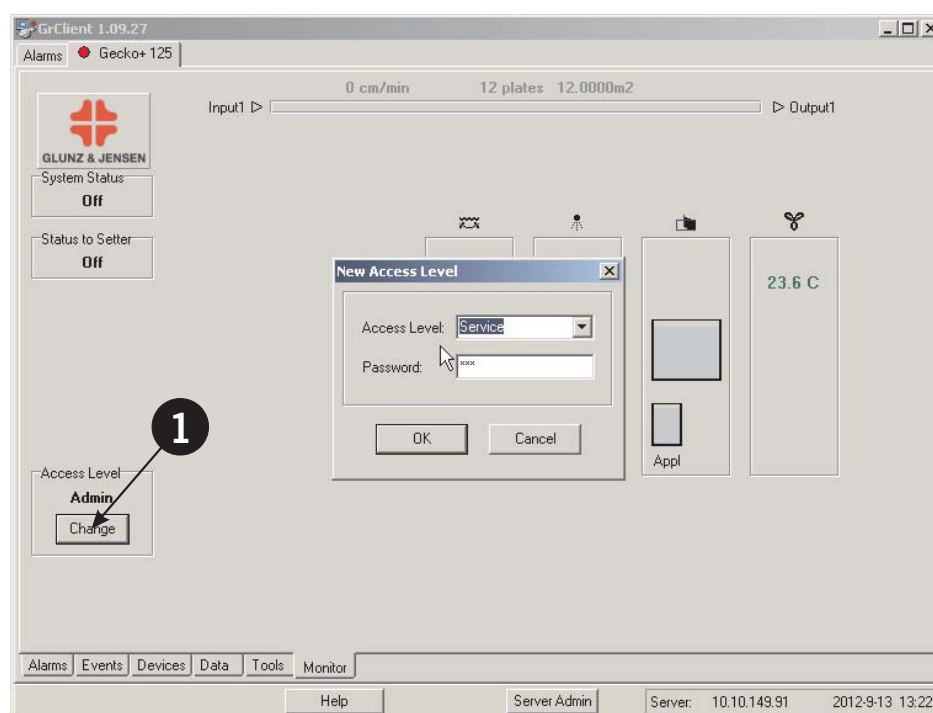 GrClient 1.09.27
Alarms Gecko+ 125
0 cm/min 12 plates 12.0000m2
Input1 Output1
GLUNZ & JENSEN
System Status
Off
Status to Setter
Off
New Access Level
23.6 C
Access Level: Service
Password: xxx
OK Cancel
1
Appl
Access Level
Admin
Change
Alarms Events Devices Data Tools Monitor
Help Server Admin Server: 10.10.149.91 2012-9-13 13:22